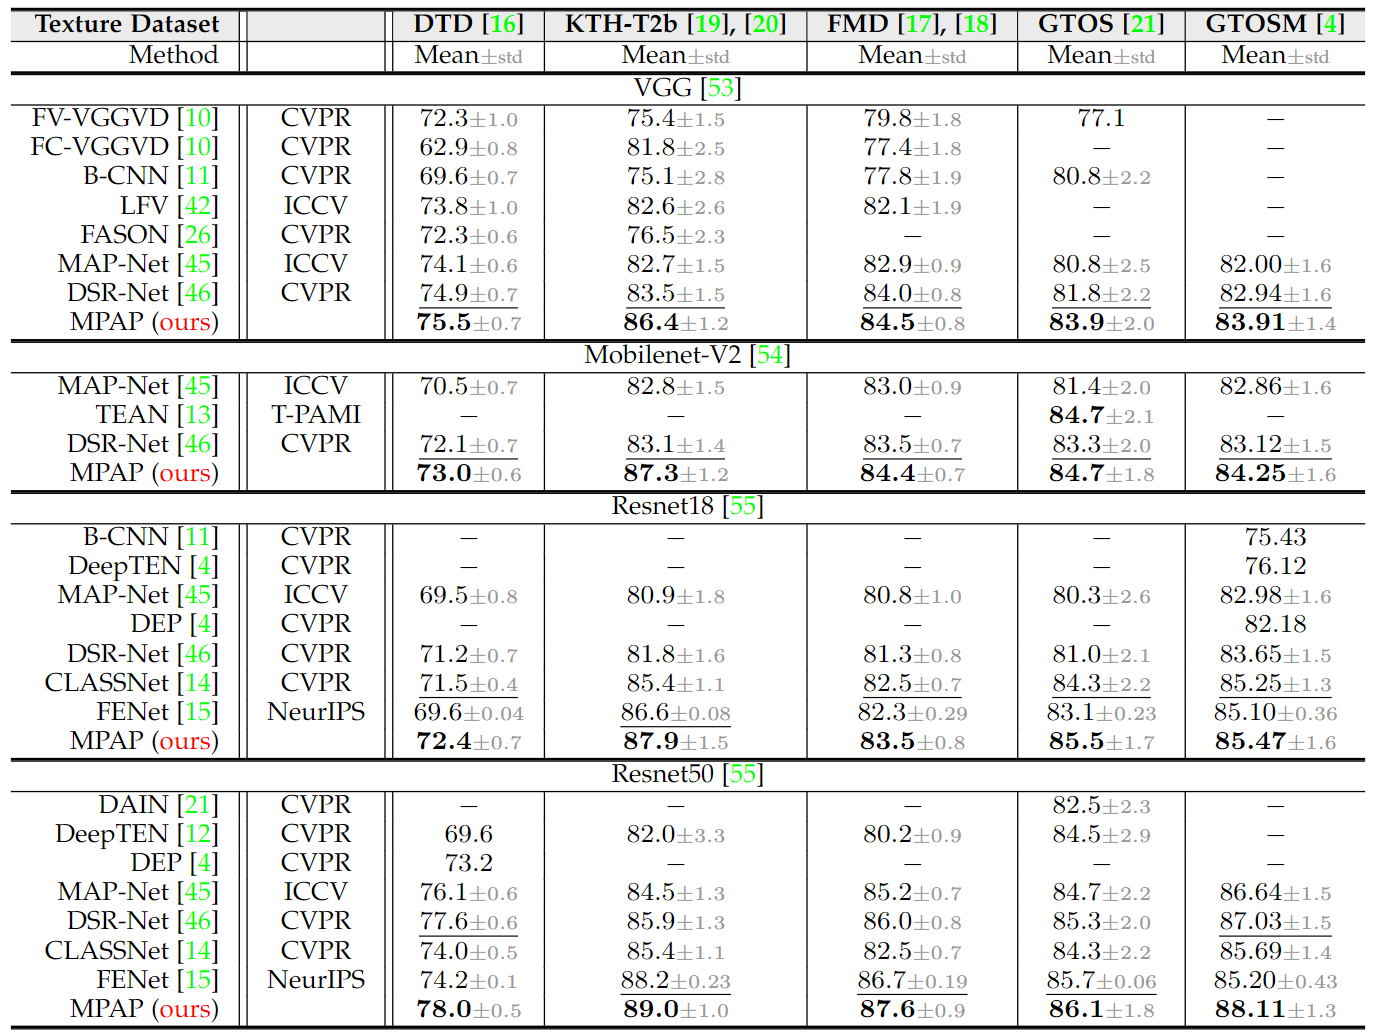 Texture Dataset DTD [16] KTH-T2b [19], [20] FMD [17], [18] GTOS [21] GTOSM [4]
Method Mean±std Mean±std Mean±std Mean±std Mean±std
VGG [53]
FV-VGGVD [10] CVPR 72.3±1.0 75.4±1.5 79.8±1.8 77.1 −
FC-VGGVD [10] CVPR 62.9±0.8 81.8±2.5 77.4±1.8 − −
B-CNN [11] CVPR 69.6±0.7 75.1±2.8 77.8±1.9 80.8±2.2 −
LFV [42] ICCV 73.8±1.0 82.6±2.6 82.1±1.9 − −
FASON [26] CVPR 72.3±0.6 76.5±2.3 − − −
MAP-Net [45] ICCV 74.1±0.6 82.7±1.5 82.9±0.9 80.8±2.5 82.00±1.6
DSR-Net [46] CVPR 74.9±0.7 83.5±1.5 84.0±0.8 81.8±2.2 82.94±1.6
MPAP (ours) 75.5±0.7 86.4±1.2 84.5±0.8 83.9±2.0 83.91±1.4
Mobilenet-V2 [54]
MAP-Net [45] ICCV 70.5±0.7 82.8±1.5 83.0±0.9 81.4±2.0 82.86±1.6
TEAN [13] T-PAMI − − − 84.7±2.1 −
DSR-Net [46] CVPR 72.1±0.7 83.1±1.4 83.5±0.7 83.3±2.0 83.12±1.5
MPAP (ours) 73.0±0.6 87.3±1.2 84.4±0.7 84.7±1.8 84.25±1.6
Resnet18 [55]
B-CNN [11] CVPR − − − − 75.43
DeepTEN [4] CVPR − − − − 76.12
MAP-Net [45] ICCV 69.5±0.8 80.9±1.8 80.8±1.0 80.3±2.6 82.98±1.6
DEP [4] CVPR − − − − 82.18
DSR-Net [46] CVPR 71.2±0.7 81.8±1.6 81.3±0.8 81.0±2.1 83.65±1.5
CLASSNet [14] CVPR 71.5±0.4 85.4±1.1 82.5±0.7 84.3±2.2 85.25±1.3
FENet [15] NeurIPS 69.6±0.04 86.6±0.08 82.3±0.29 83.1±0.23 85.10±0.36
MPAP (ours) 72.4±0.7 87.9±1.5 83.5±0.8 85.5±1.7 85.47±1.6
Resnet50 [55]
DAIN [21] CVPR − − − 82.5±2.3 −
DeepTEN [12] CVPR 69.6 82.0±3.3 80.2±0.9 84.5±2.9 −
DEP [4] CVPR 73.2 − − − −
MAP-Net [45] ICCV 76.1±0.6 84.5±1.3 85.2±0.7 84.7±2.2 86.64±1.5
DSR-Net [46] CVPR 77.6±0.6 85.9±1.3 86.0±0.8 85.3±2.0 87.03±1.5
CLASSNet [14] CVPR 74.0±0.5 85.4±1.1 82.5±0.7 84.3±2.2 85.69±1.4
FENet [15] NeurIPS 74.2±0.1 88.2±0.23 86.7±0.19 85.7±0.06 85.20±0.43
MPAP (ours) 78.0±0.5 89.0±1.0 87.6±0.9 86.1±1.8 88.11±1.3